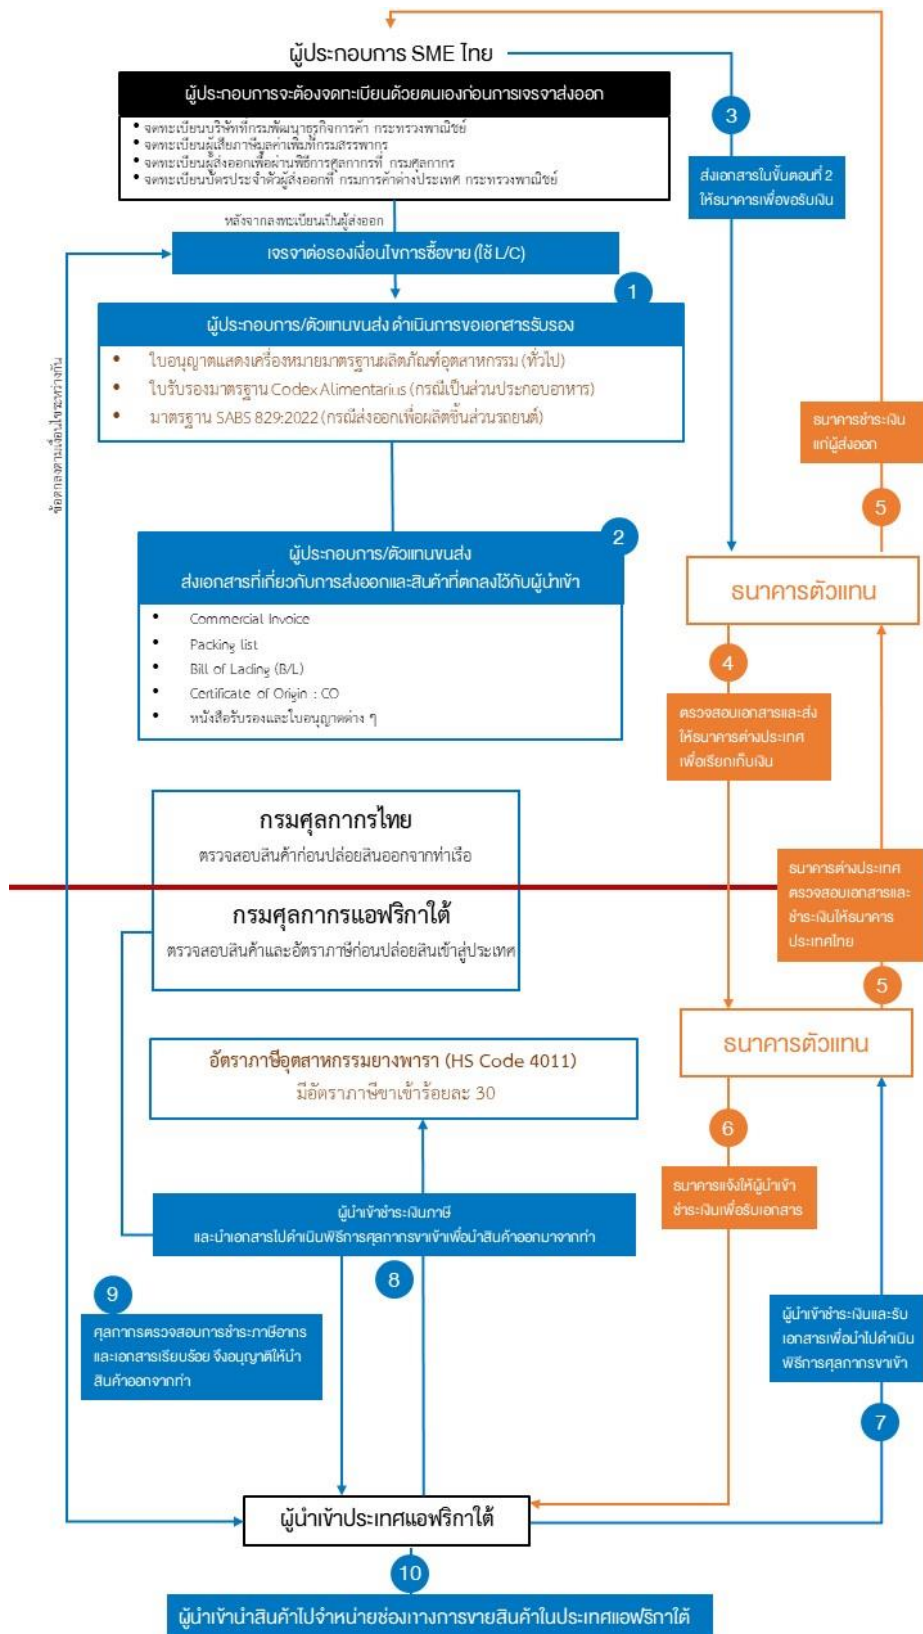 ผู้ประกอบการ SME ไทย
ผู้ประกอบการจะต้องจดทะเบียนด้วยตนเองก่อนการเจรจาส่งออก
• จดทะเบียนบริษัทที่กรมพัฒนาธุรกิจการค้า กระทรวงพาณิชย์
• จดทะเบียนผู้เสียภาษีมูลค่าเพิ่มที่กรมสรรพากร
• จดทะเบียนผู้ส่งออกเพื่อผ่านพิธีการศุลกากรที่ กรมศุลกากร
• จดทะเบียนบัตรประจำตัวผู้ส่งออกที่ กรมการค้าต่างประเทศ กระทรวงพาณิชย์
หลังจากลงทะเบียนเป็นผู้ส่งออก
เจรจาต่อรองเงื่อนไขการซื้อขาย (ใช้ L/C)
ข้อตกลงตามเงื่อนไขระหว่างกัน
1
ผู้ประกอบการ/ตัวแทนขนส่ง ดำเนินการขอเอกสารรับรอง
• ใบอนุญาตแสดงเครื่องหมายมาตรฐานผลิตภัณฑ์อุตสาหกรรม (ทั่วไป)
• ใบรับรองมาตรฐาน Codex Alimentarius (กรณีเป็นส่วนประกอบอาหาร)
• มาตรฐาน SABS 829:2022 (กรณีส่งออกเพื่อผลิตชิ้นส่วนรถยนต์)
2
ผู้ประกอบการ/ตัวแทนขนส่ง
ส่งเอกสารที่เกี่ยวกับการส่งออกและสินค้าที่ตกลงไว้กับผู้นำเข้า
• Commercial Invoice
• Packing list
• Bill of Lading (B/L)
• Certificate of Origin : CO
• หนังสือรับรองและใบอนุญาตต่าง ๆ
3
ส่งเอกสารในขั้นตอนที่ 2
ให้ธนาคารเพื่อขอรับเงิน
ธนาคารชำระเงิน
แก่ผู้ส่งออก
5
ธนาคารตัวแทน
4
ตรวจสอบเอกสารและส่ง
ให้ธนาคารต่างประเทศ
เพื่อเรียกเก็บเงิน
กรมศุลกากรไทย
ตรวจสอบสินค้าก่อนปล่อยสินออกจากท่าเรือ
กรมศุลกากรแอฟริกาใต้
ตรวจสอบสินค้าและอัตราภาษีก่อนปล่อยสินเข้าสู่ประเทศ
ธนาคารต่างประเทศ
ตรวจสอบเอกสารและ
ชำระเงินให้ธนาคาร
ประเทศไทย
5
ธนาคารตัวแทน
อัตราภาษีอุตสาหกรรมยางพารา (HS Code 4011)
มีอัตราภาษีขาเข้าร้อยละ 30
6
ธนาคารแจ้งให้ผู้นำเข้า
ชำระเงินเพื่อรับเอกสาร
ผู้นำเข้าชำระเงินภาษี
และนำเอกสารไปดำเนินพิธีการศุลกากรขาเข้าเพื่อนำสินค้าออกมาจากท่า
8
9
ศุลกากรตรวจสอบการชำระภาษีอากร
และเอกสารเรียบร้อย จึงอนุญาติให้นำ
สินค้าออกจากท่า
ผู้นำเข้าชำระเงินและรับ
เอกสารเพื่อนำไปดำเนิน
พิธีการศุลกากรขาเข้า
7
ผู้นำเข้าประเทศแอฟริกาใต้
10
ผู้นำเข้านำสินค้าไปจำหน่ายช่องทางการขายสินค้าในประเทศแอฟริกาใต้